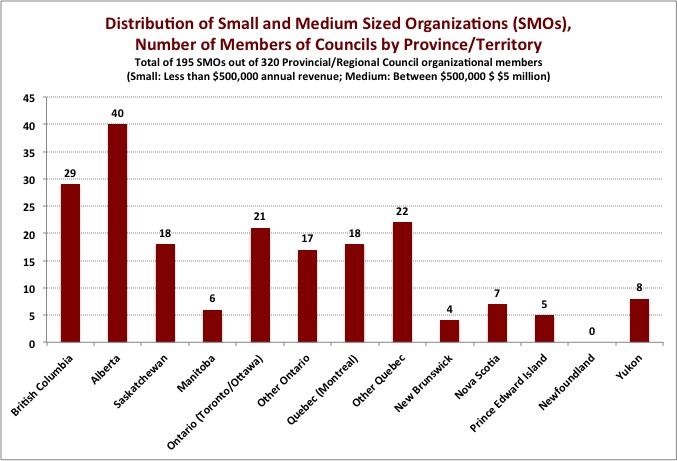 Distribution of Small and Medium Sized Organizations (SMOs),
Number of Members of Councils by Province/Territory
Total of 195 SMOs out of 320 Provincial/Regional Council organizational members
(Small: Less than $500,000 annual revenue; Medium: Between $500,000 $ $5 million)
45
40
35
30
25
20
15
10
5
0
29
40
18
6
21
17
18
22
4
7
5
0
8
British Columbia
Alberta
Saskatchewan
Manitoba
Ontario (Toronto/Ottawa)
Other Ontario
Quebec (Montreal)
Other Quebec
New Brunswick
Nova Scotia
Prince Edward Island
Newfoundland
Yukon